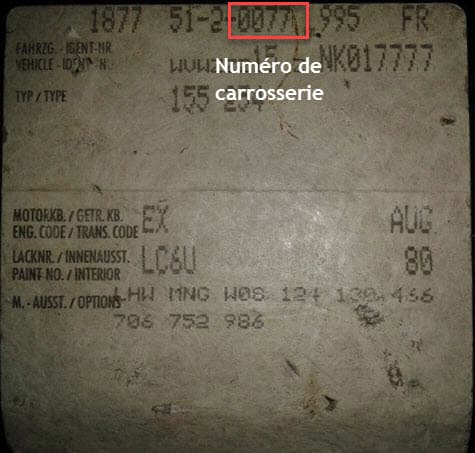 1877 51-2-0077 995 FR
FAHRZG.-IDENT-NR.
VEHICLE-IDENT-N 15 - NK017777
Numéro de
carrosserie
TYP / TYPE 155
MOTORKB. / GETR. KB.
ENG. CODE / TRANS. CODE EX AUG
LACKNR. / INNENAUSST.
PAINT NO. / INTERIOR LC6U 80
M. - AUSST. / OPTIONS LHW MNG W08 124 130 466
706 752 986
0